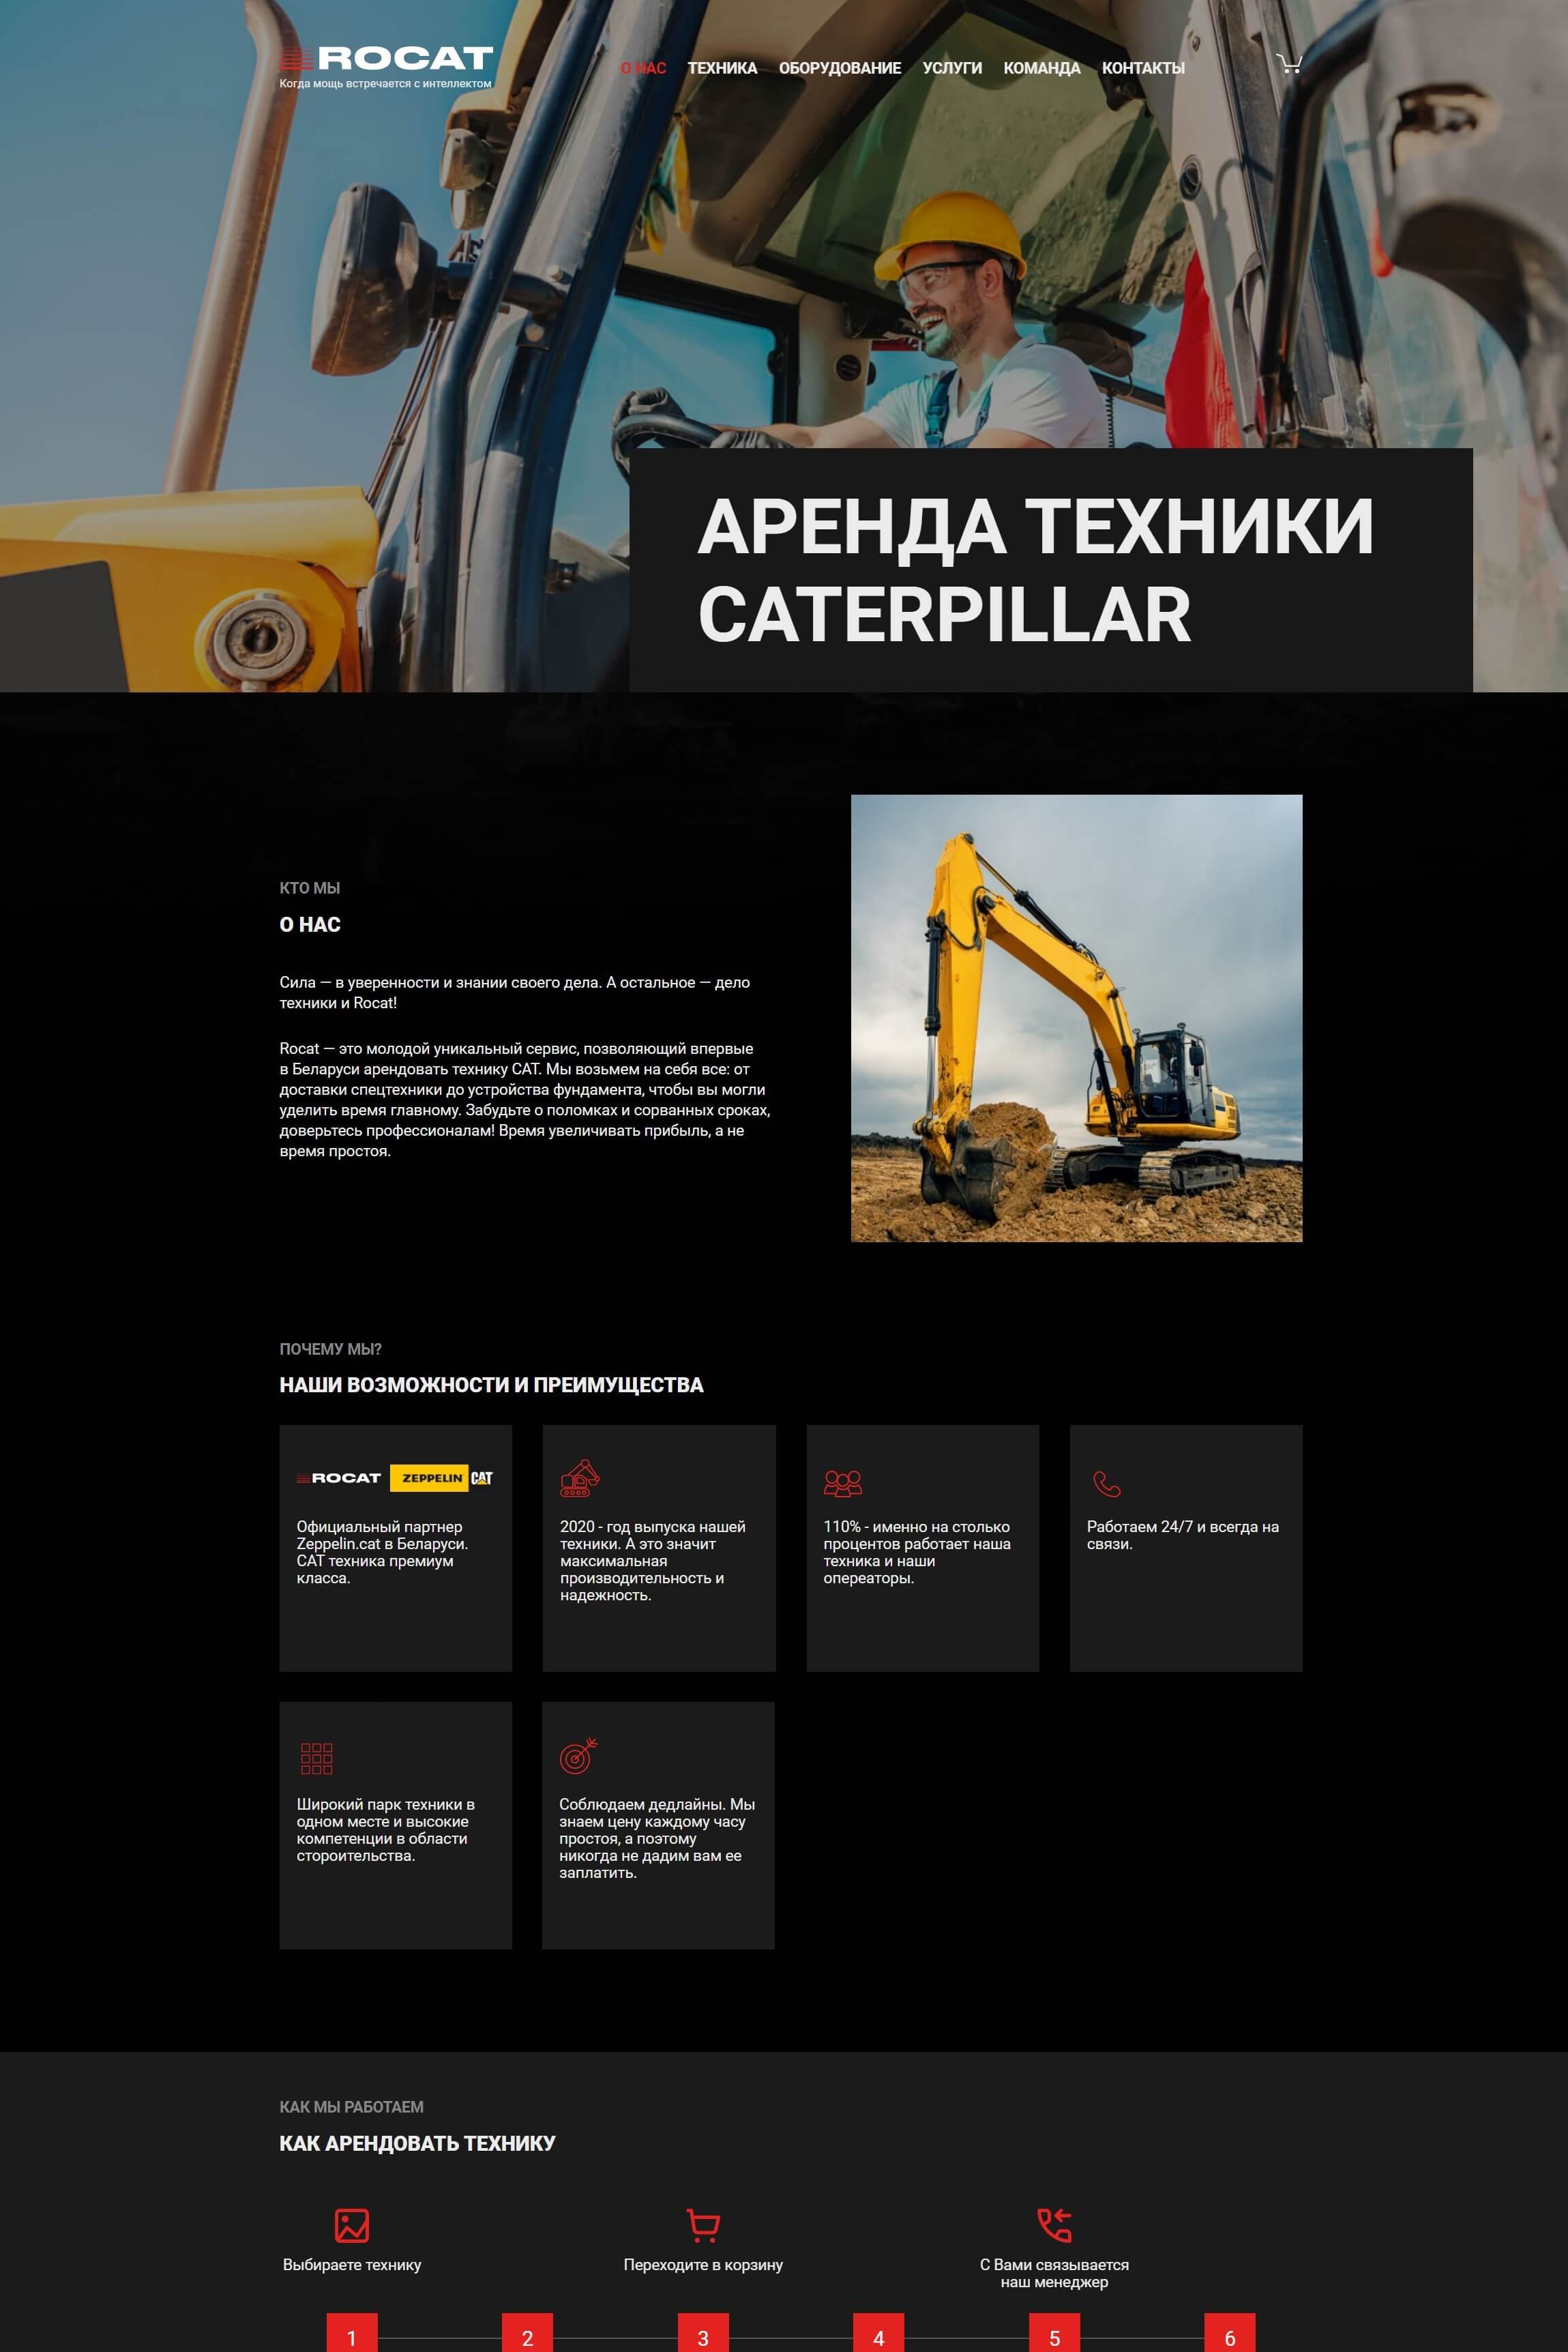 ROCAT
Когда мощь встречается с интеллектом
О НАС ТЕХНИКА ОБОРУДОВАНИЕ УСЛУГИ КОМАНДА КОНТАКТЫ
АРЕНДА ТЕХНИКИ
CATERPILLAR
КТО МЫ
О НАС
Сила — в уверенности и знании своего дела. А остальное — дело
техники и Rocat!
Rocat — это молодой уникальный сервис, позволяющий впервые
в Беларуси арендовать технику CAT. Мы возьмем на себя все: от
доставки спецтехники до устройства фундамента, чтобы вы могли
уделить время главному. Забудьте о поломках и сорванных сроках,
доверьтесь профессионалам! Время увеличивать прибыль, а не
время простоя.
ПОЧЕМУ МЫ?
НАШИ ВОЗМОЖНОСТИ И ПРЕИМУЩЕСТВА
ROCAT ZEPPELIN CAT
Официальный партнер
Zeppelin.cat в Беларуси.
CAT техника премиум
класса.
2020 - год выпуска нашей
техники. А это значит
максимальная
производительность и
надежность.
110% - именно на столько
процентов работает наша
техника и наши
опереаторы.
Работаем 24/7 и всегда на
связи.
Широкий парк техники в
одном месте и высокие
компетенции в области
стороительства.
Соблюдаем дедлайны. Мы
знаем цену каждому часу
простоя, а поэтому
никогда не дадим вам ее
заплатить.
КАК МЫ РАБОТАЕМ
КАК АРЕНДОВАТЬ ТЕХНИКУ
Выбираете технику
Переходите в корзину
С Вами связывается
наш менеджер
1 2 3 4 5 6